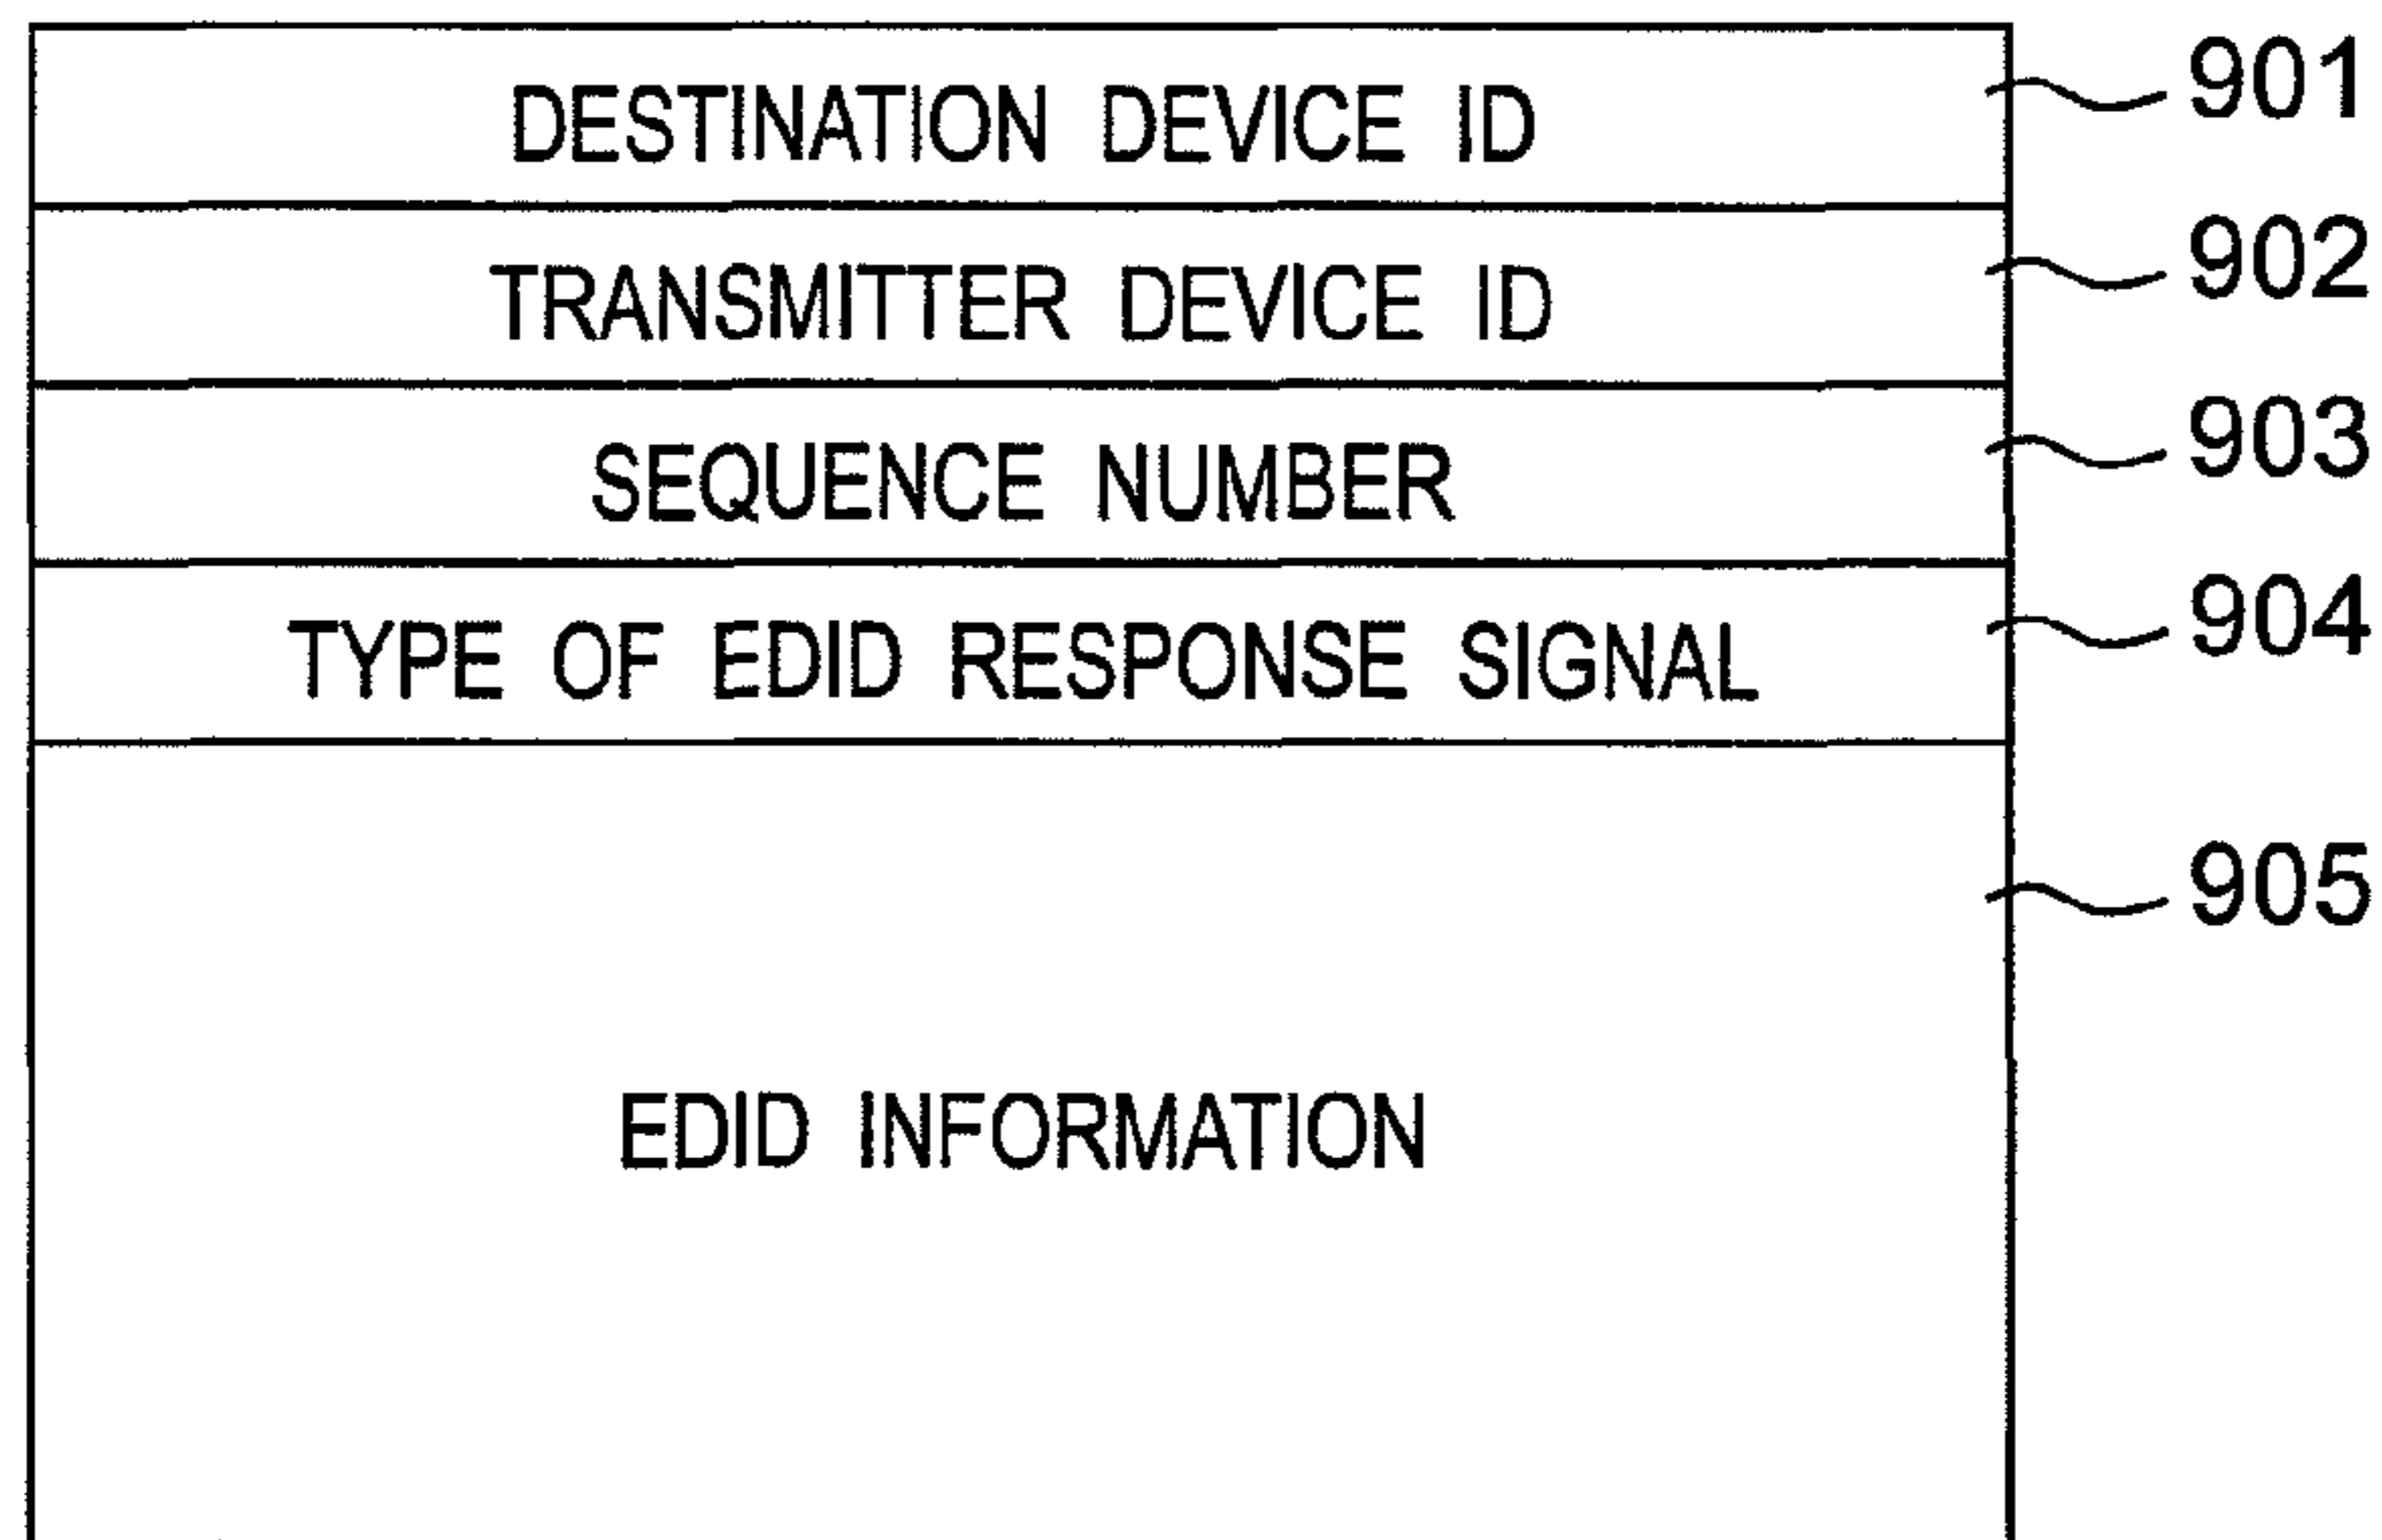 DESTINATION DEVICE ID 901
TRANSMITTER DEVICE ID 902
SEQUENCE NUMBER 903
TYPE OF EDID RESPONSE SIGNAL 904
905
EDID INFORMATION